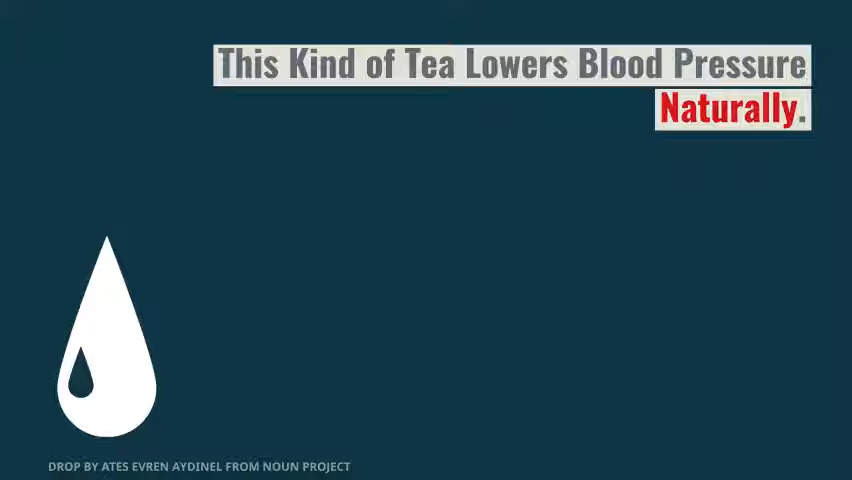 This Kind of Tea Lowers Blood Pressure
Naturally.
DROP BY ATES EVREN AYDINEL FROM NOUN PROJECT